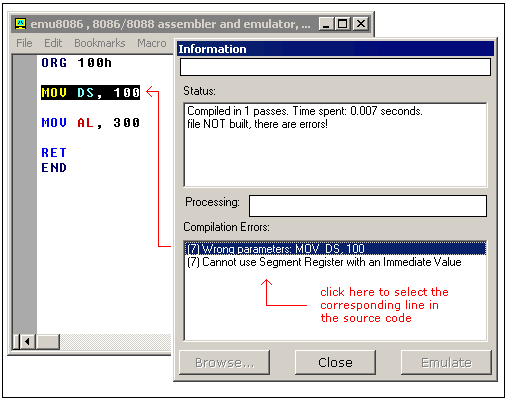 emu8086 , 8086/8088 assembler and emulator, ...
File Edit Bookmarks Macro
ORG 100h
MOV DS, 100
MOV AL, 300
RET
END
Information
Status:
Compiled in 1 passes. Time spent: 0.007 seconds.
file NOT built, there are errors!
Processing:
Compilation Errors:
(7) Wrong parameters: MOV DS, 100
(7) Cannot use Segment Register with an Immediate Value
click here to select the
corresponding line in
the source code
Browse... Close Emulate